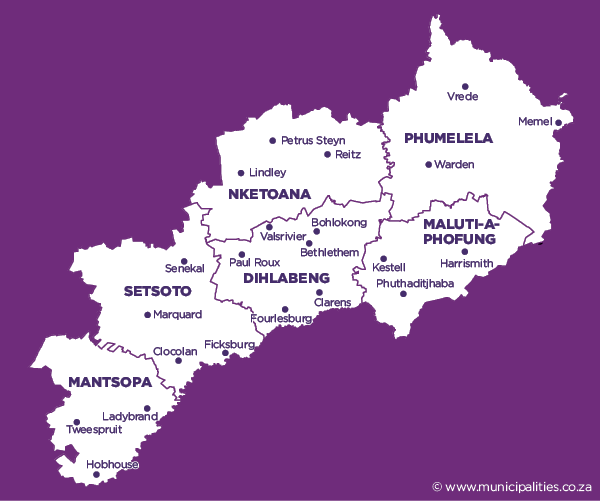 Vrede
Memel
PHUMELELA
Petrus Steyn
Reitz
Warden
Lindley
NKETOANA
MALUTI-A-
PHOFUNG
Bohlokong
Valsrivier
Bethlethem
Paul Roux
Senekal
DIHLABENG
Kestell
Harrismith
Phuthaditjhaba
SETSOTO
Clarens
Marquard
Fourlesburg
Ficksburg
Clocolan
MANTSOPA
Ladybrand
Tweespruit
Hobhouse
© www.municipalities.co.za